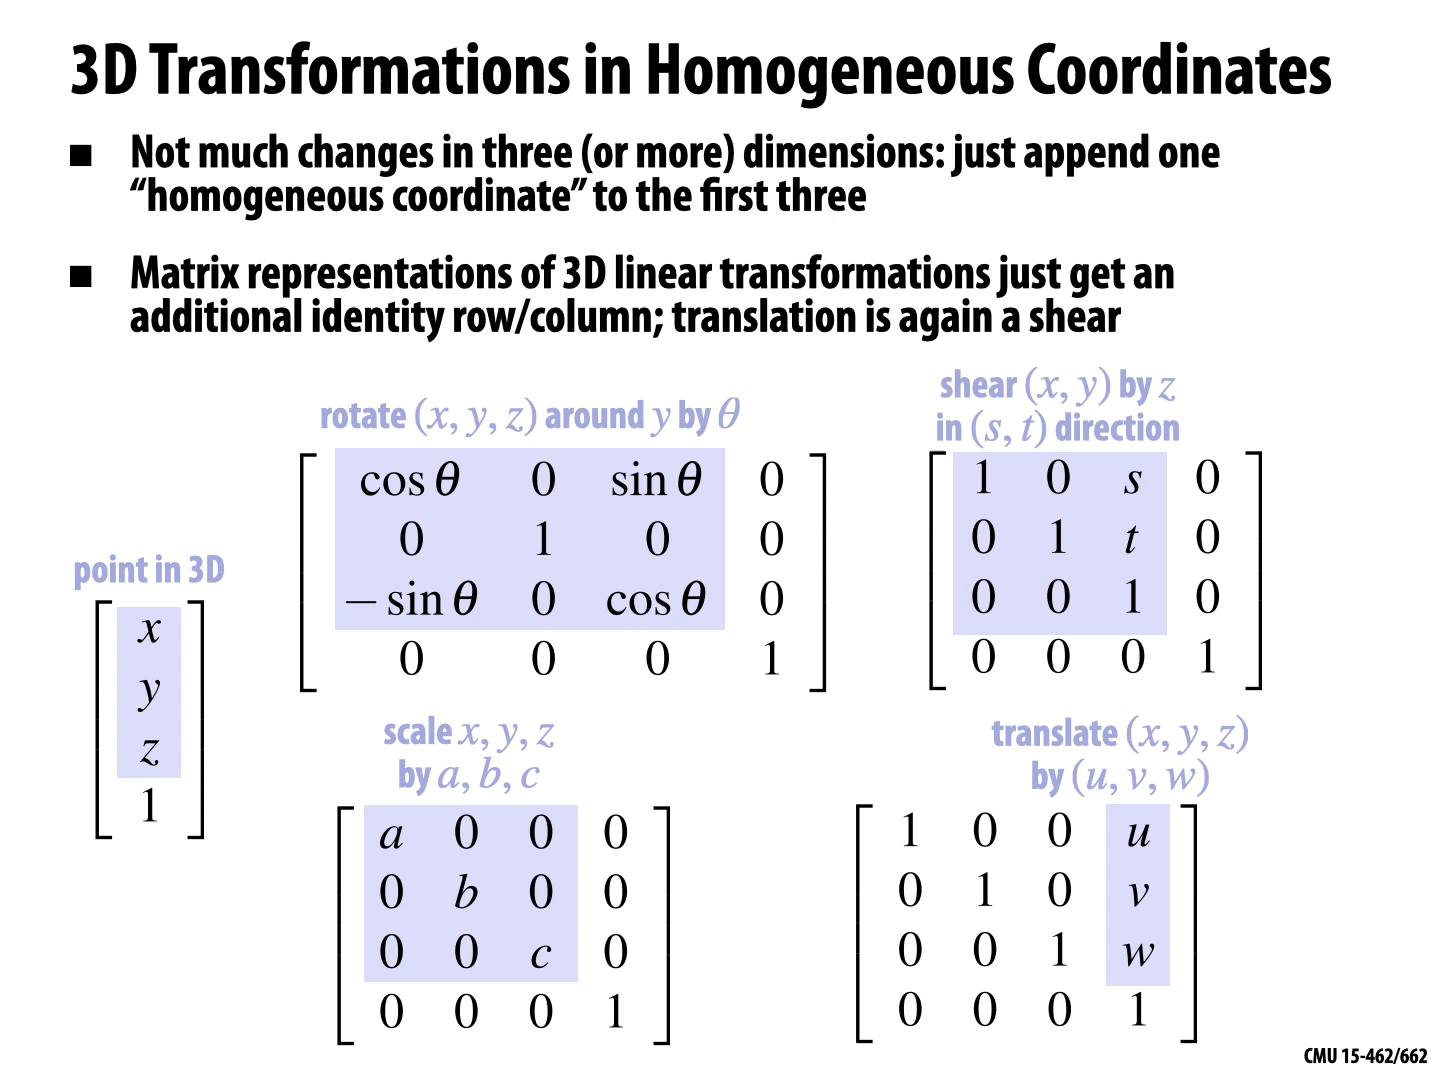 3D Transformations in Homogeneous Coordinates
■ Not much changes in three (or more) dimensions: just append one
“homogeneous coordinate” to the first three
■ Matrix representations of 3D linear transformations just get an
additional identity row/column; translation is again a shear
point in 3D
x
y
z
1
rotate (x, y, z) around y by θ
cos θ 0 sin θ 0
0 1 0 0
− sin θ 0 cos θ 0
0 0 0 1
shear (x, y) by z
in (s, t) direction
1 0 s 0
0 1 t 0
0 0 1 0
0 0 0 1
scale x, y, z
by a, b, c
a 0 0 0
0 b 0 0
0 0 c 0
0 0 0 1
translate (x, y, z)
by (u, v, w)
1 0 0 u
0 1 0 v
0 0 1 w
0 0 0 1
CMU 15-462/662